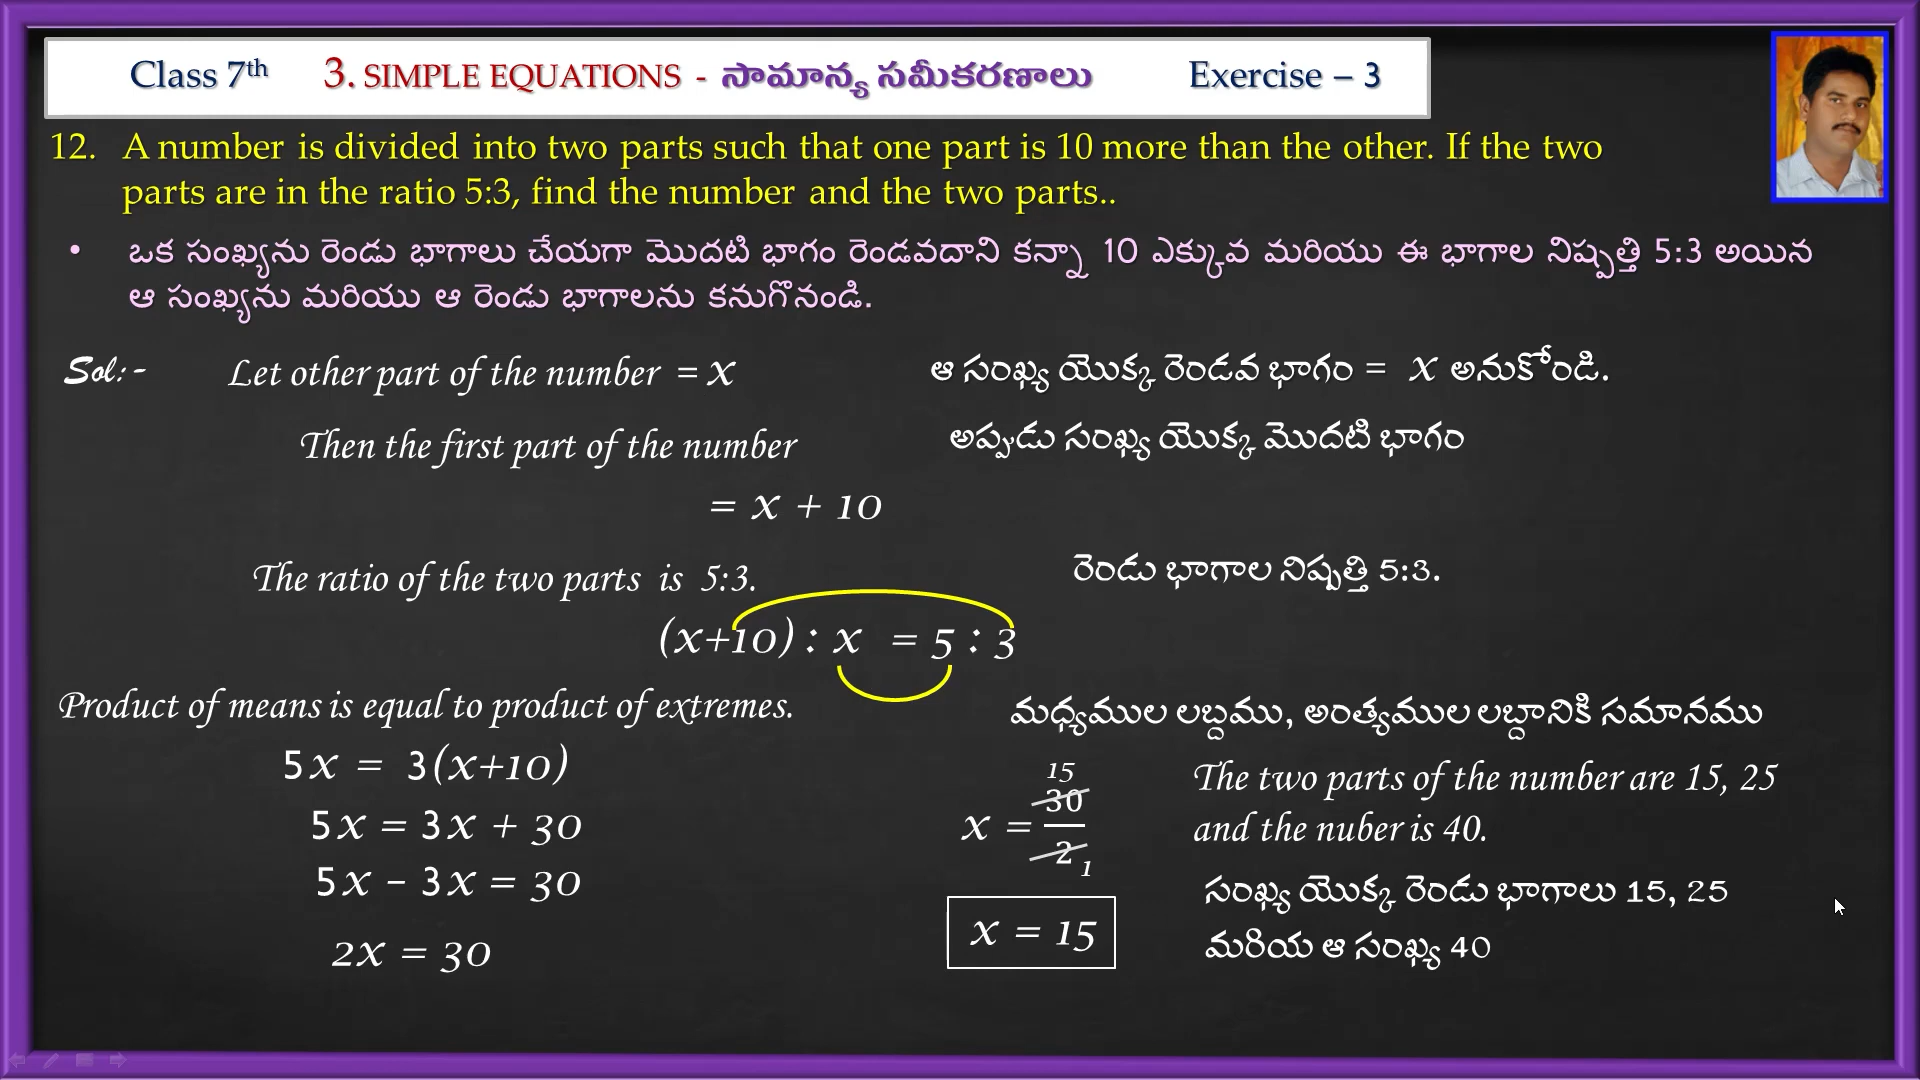 Class 7th 3. SIMPLE EQUATIONS - సామాన్య సమీకరణాలు Exercise – 3
12. A number is divided into two parts such that one part is 10 more than the other. If the two
parts are in the ratio 5:3, find the number and the two parts..
• ఒక సంఖ్యను రెండు భాగాలు చేయగా మొదటి భాగం రెండవదాని కన్నా 10 ఎక్కువ మరియు ఈ భాగాల నిష్పత్తి 5:3 అయిన
ఆ సంఖ్యను మరియు ఆ రెండు భాగాలను కనుగొనండి.
Sol:- Let other part of the number = x
ఆ సంఖ్య యొక్క రెండవ భాగం = x అనుకోండి.
Then the first part of the number
అప్పుడు సంఖ్య యొక్క మొదటి భాగం
= x + 10
The ratio of the two parts is 5:3.
రెండు భాగాల నిష్పత్తి 5:3.
(x+10) : x = 5 : 3
Product of means is equal to product of extremes.
మధ్యముల లబ్దము, అంత్యముల లబ్దానికి సమానము
5x = 3(x+10)
5x = 3x + 30
5x – 3x = 30
2x = 30
15
x = 30/2
1
x = 15
The two parts of the number are 15, 25
and the nuber is 40.
సంఖ్య యొక్క రెండు భాగాలు 15, 25
మరియ ఆ సంఖ్య 40